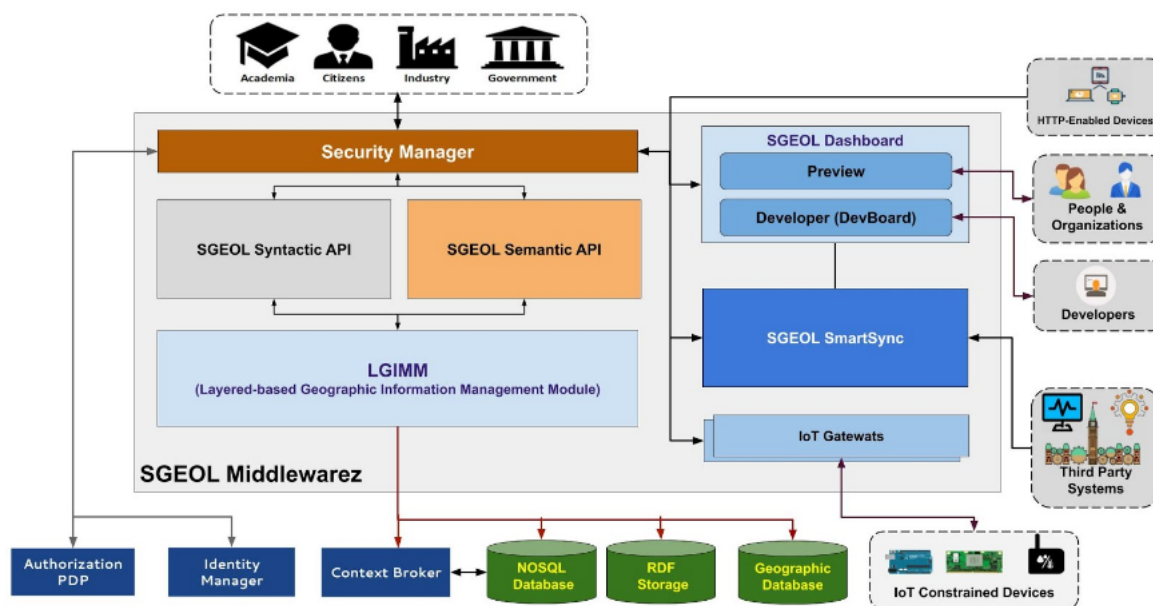 Academia
Citizens
Industry
Government
HTTP-Enabled Devices
Security Manager
SGEOL Dashboard
Preview
Developer (DevBoard)
People &
Organizations
SGEOL Syntactic API
SGEOL Semantic API
Developers
SGEOL SmartSync
LGIMM
(Layered-based Geographic Information Management Module)
IoT Gatewats
SGEOL Middlewarez
Third Party
Systems
Authorization
PDP
Identity
Manager
Context Broker
NOSQL
Database
RDF
Storage
Geographic
Database
IoT Constrained Devices